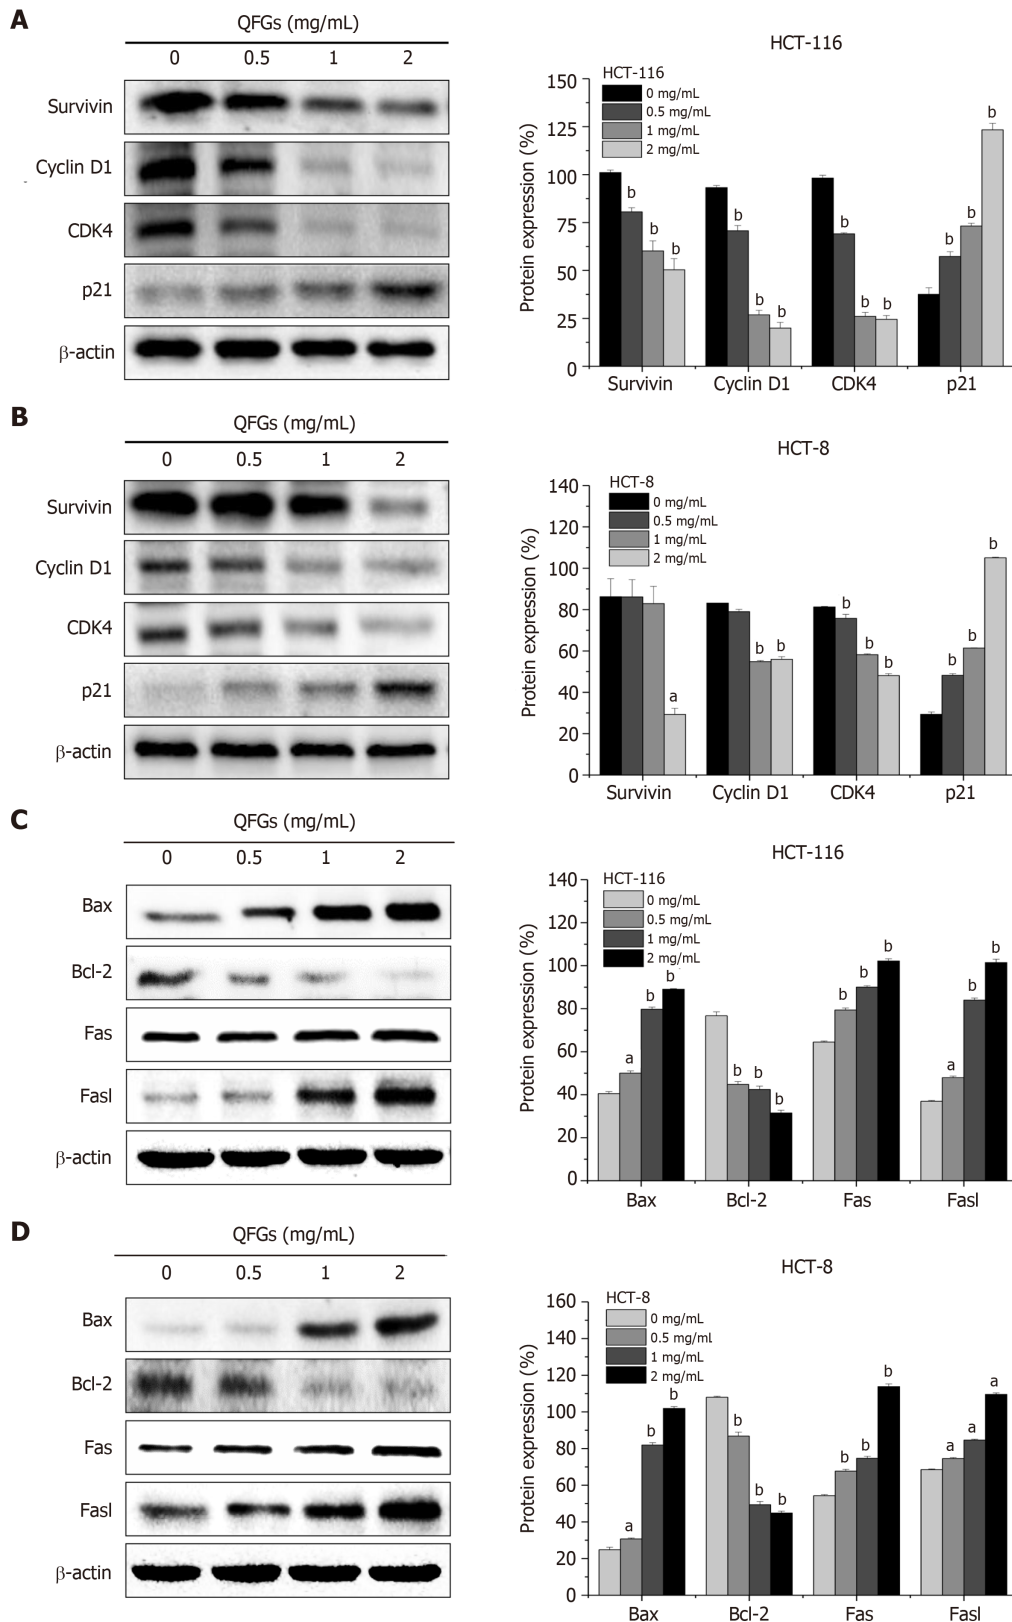 A
QFGs (mg/mL)
0 0.5 1 2
Survivin
Cyclin D1
CDK4
p21
β-actin
HCT-116
HCT-116
0 mg/mL
0.5 mg/mL
1 mg/mL
2 mg/mL
Protein expression (%)
150
125
100
75
50
25
0
b b b b b b b b b b b b
Survivin Cyclin D1 CDK4 p21
B
QFGs (mg/mL)
0 0.5 1 2
Survivin
Cyclin D1
CDK4
p21
β-actin
HCT-8
HCT-8
0 mg/mL
0.5 mg/mL
1 mg/mL
2 mg/mL
Protein expression (%)
140
120
100
80
60
40
20
0
a b b b b b b b b
Survivin Cyclin D1 CDK4 p21
C
QFGs (mg/mL)
0 0.5 1 2
Bax
Bcl-2
Fas
Fasl
β-actin
HCT-116
HCT-116
0 mg/mL
0.5 mg/mL
1 mg/mL
2 mg/mL
Protein expression (%)
140
120
100
80
60
40
20
0
a b b b b b b b b a b b
Bax Bcl-2 Fas Fasl
D
QFGs (mg/mL)
0 0.5 1 2
Bax
Bcl-2
Fas
Fasl
β-actin
HCT-8
HCT-8
0 mg/mL
0.5 mg/mL
1 mg/mL
2 mg/mL
Protein expression (%)
160
140
120
100
80
60
40
20
0
a b b b b b b b b a a a
Bax Bcl-2 Fas Fasl